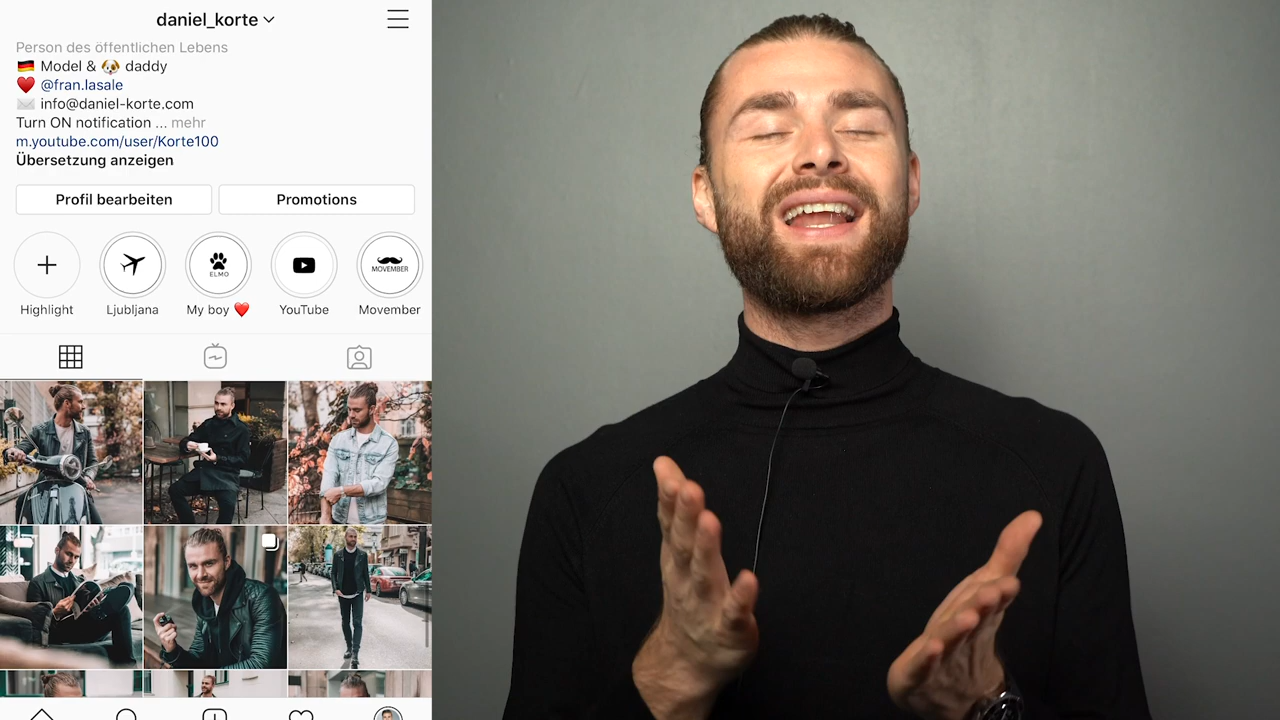 daniel_korte
Person des öffentlichen Lebens
🇩🇪 Model & 🐶 daddy
❤️ @fran.lasale
✉️ info@daniel-korte.com
Turn ON notification ... mehr
m.youtube.com/user/Korte100
Übersetzung anzeigen
Profil bearbeiten
Promotions
ELMO
MOVEMBER
Highlight
Ljubljana
My boy ❤️
YouTube
Movember